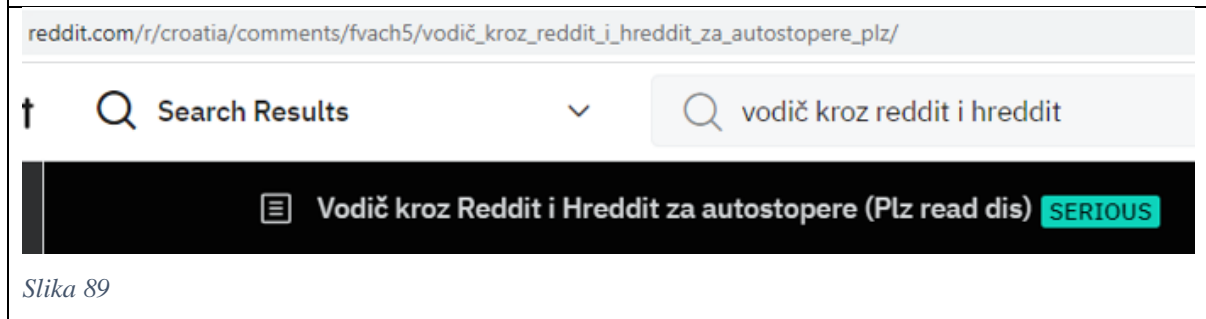 reddit.com/r/croatia/comments/fvach5/vodič_kroz_reddit_i_hreddit_za_autostopere_plz/
t Search Results vodič kroz reddit i hreddit
Vodič kroz Reddit i Hreddit za autostopere (Plz read dis) SERIOUS
Slika 89